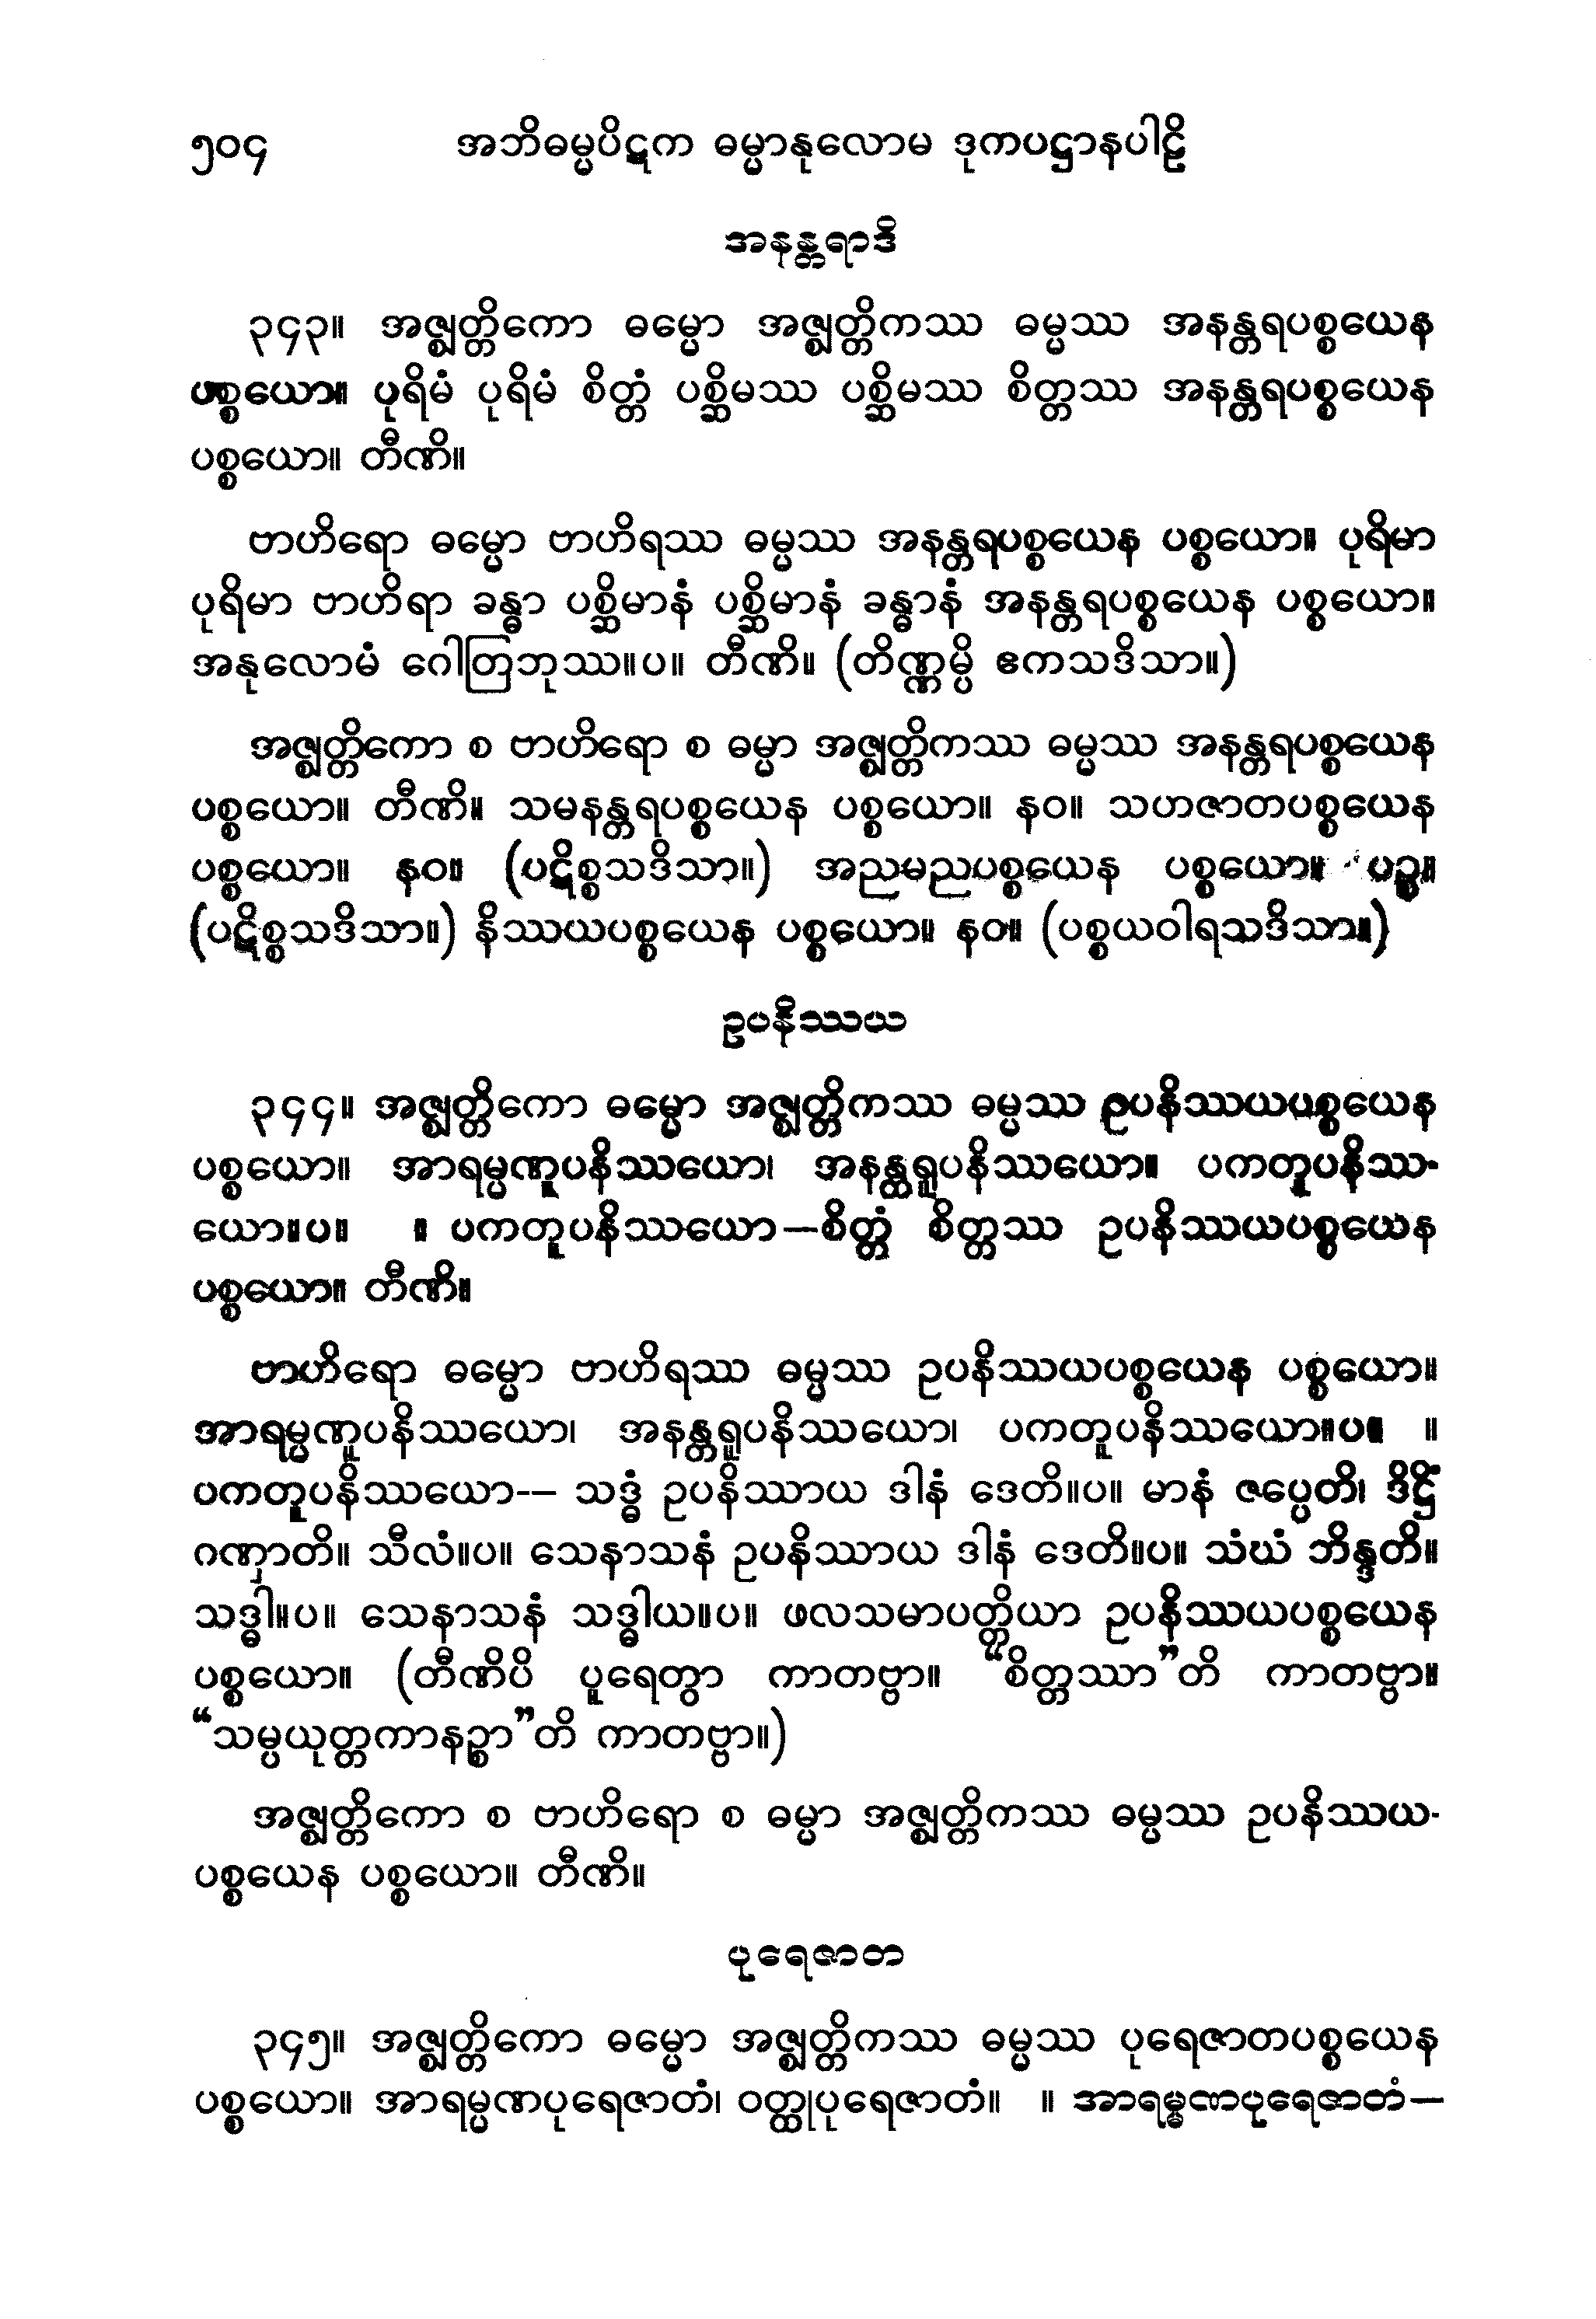 ၅၀၄ အဘိဓမ္မပိဋက ဓမ္မာနုလောမ ဒုကပဋ္ဌာနပါဠိ
အနန္တရာဒိ
၃၄၃။ အဇ္ဈတ္တိကော ဓမ္မော အဇ္ဈတ္တိကဿ ဓမ္မဿ အနန္တရပစ္စယေန
ပစ္စယော။ ပုရိမံ ပုရိမံ စိတ္တံ ပစ္ဆိမဿ ပစ္ဆိမဿ စိတ္တဿ အနန္တရပစ္စယေန
ပစ္စယော။ တီဏိ။
ဗာဟိရော ဓမ္မော ဗာဟိရဿ ဓမ္မဿ အနန္တရပစ္စယေန ပစ္စယော။ ပုရိမာ
ပုရိမာ ဗာဟိရာ ခန္ဓာ ပစ္ဆိမာနံ ပစ္ဆိမာနံ ခန္ဓာနံ အနန္တရပစ္စယေန ပစ္စယော။
အနုလောမံ ဂေါတြဘုဿ။ပ။ တီဏိ။ (တိဏ္ဏမ္ပိ ဧကသဒိသာ။)
အဇ္ဈတ္တိကော စ ဗာဟိရော စ ဓမ္မာ အဇ္ဈတ္တိကဿ ဓမ္မဿ အနန္တရပစ္စယေန
ပစ္စယော။ တီဏိ။ သမနန္တရပစ္စယေန ပစ္စယော။ နဝ။ သဟဇာတပစ္စယေန
ပစ္စယော။ နဝ။ (ပဋိစ္စသဒိသာ။) အညမညပစ္စယေန ပစ္စယော။ ပဉ္စ။
(ပဋိစ္စသဒိသာ။) နိဿယပစ္စယေန ပစ္စယော။ နဝ။ (ပစ္စယဝါရသဒိသာ။)
ဥပနိဿယ
၃၄၄။ အဇ္ဈတ္တိကော ဓမ္မော အဇ္ဈတ္တိကဿ ဓမ္မဿ ဥပနိဿယပစ္စယေန
ပစ္စယော။ အာရမ္မဏူပနိဿယော၊ အနန္တရူပနိဿယော။ ပကတူပနိဿ-
ယော။ပ။ ။ ပကတူပနိဿယော—စိတ္တံ စိတ္တဿ ဥပနိဿယပစ္စယေန
ပစ္စယော။ တီဏိ။
ဗာဟိရော ဓမ္မော ဗာဟိရဿ ဓမ္မဿ ဥပနိဿယပစ္စယေန ပစ္စယော။
အာရမ္မဏူပနိဿယော၊ အနန္တရူပနိဿယော၊ ပကတူပနိဿယော။ပ။ ။
ပကတူပနိဿယော-– သဒ္ဓံ ဥပနိဿာယ ဒါနံ ဒေတိ။ပ။ မာနံ ဇပ္ပေတိ၊ ဒိဋ္ဌိံ
ဂဏှာတိ။ သီလံ။ပ။ သေနာသနံ ဥပနိဿာယ ဒါနံ ဒေတိ။ပ။ သံဃံ ဘိန္ဒတိ။
သဒ္ဓါ။ပ။ သေနာသနံ သဒ္ဓါယ။ပ။ ဖလသမာပတ္တိယာ ဥပနိဿယပစ္စယေန
ပစ္စယော။ (တီဏိပိ ပူရေတွာ ကာတဗ္ဗာ။ “စိတ္တဿာ”တိ ကာတဗ္ဗာ။
“သမ္ပယုတ္တကာနဉ္စာ”တိ ကာတဗ္ဗာ။)
အဇ္ဈတ္တိကော စ ဗာဟိရော စ ဓမ္မာ အဇ္ဈတ္တိကဿ ဓမ္မဿ ဥပနိဿယ-
ပစ္စယေန ပစ္စယော။ တီဏိ။
ပုရေဇာတ
၃၄၅။ အဇ္ဈတ္တိကော ဓမ္မော အဇ္ဈတ္တိကဿ ဓမ္မဿ ပုရေဇာတပစ္စယေန
ပစ္စယော။ အာရမ္မဏပုရေဇာတံ၊ ဝတ္ထုပုရေဇာတံ။ ။ အာရမ္မဏပုရေဇာတံ—